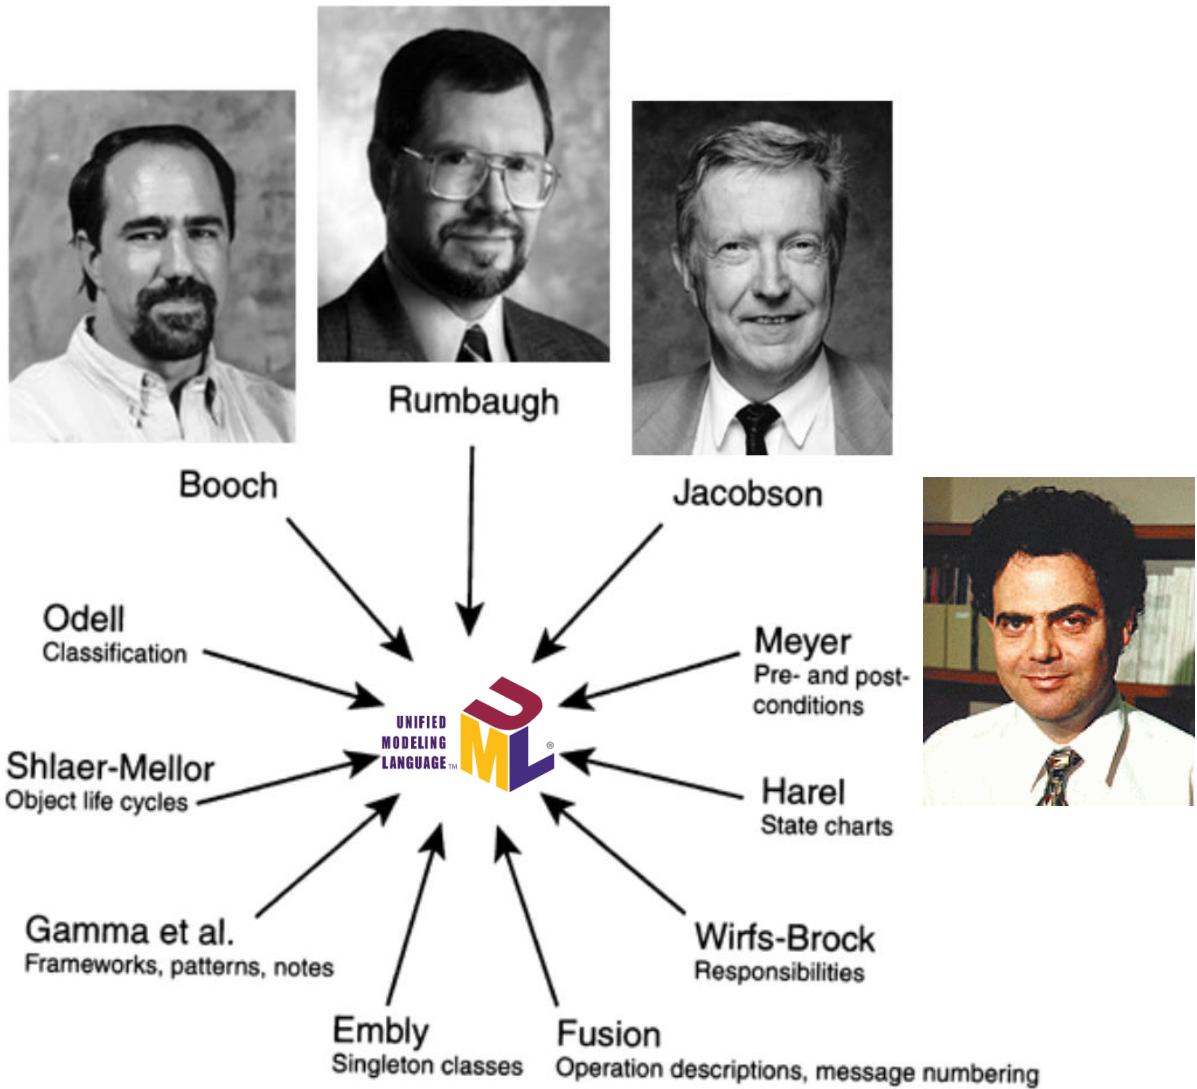 Rumbaugh
Booch
Jacobson
Odell
Classification
Meyer
Pre- and post-
conditions
UNIFIED
MODELING
LANGUAGE TM
UML ®
Shlaer-Mellor
Object life cycles
Harel
State charts
Gamma et al.
Frameworks, patterns, notes
Wirfs-Brock
Responsibilities
Embly
Singleton classes
Fusion
Operation descriptions, message numbering